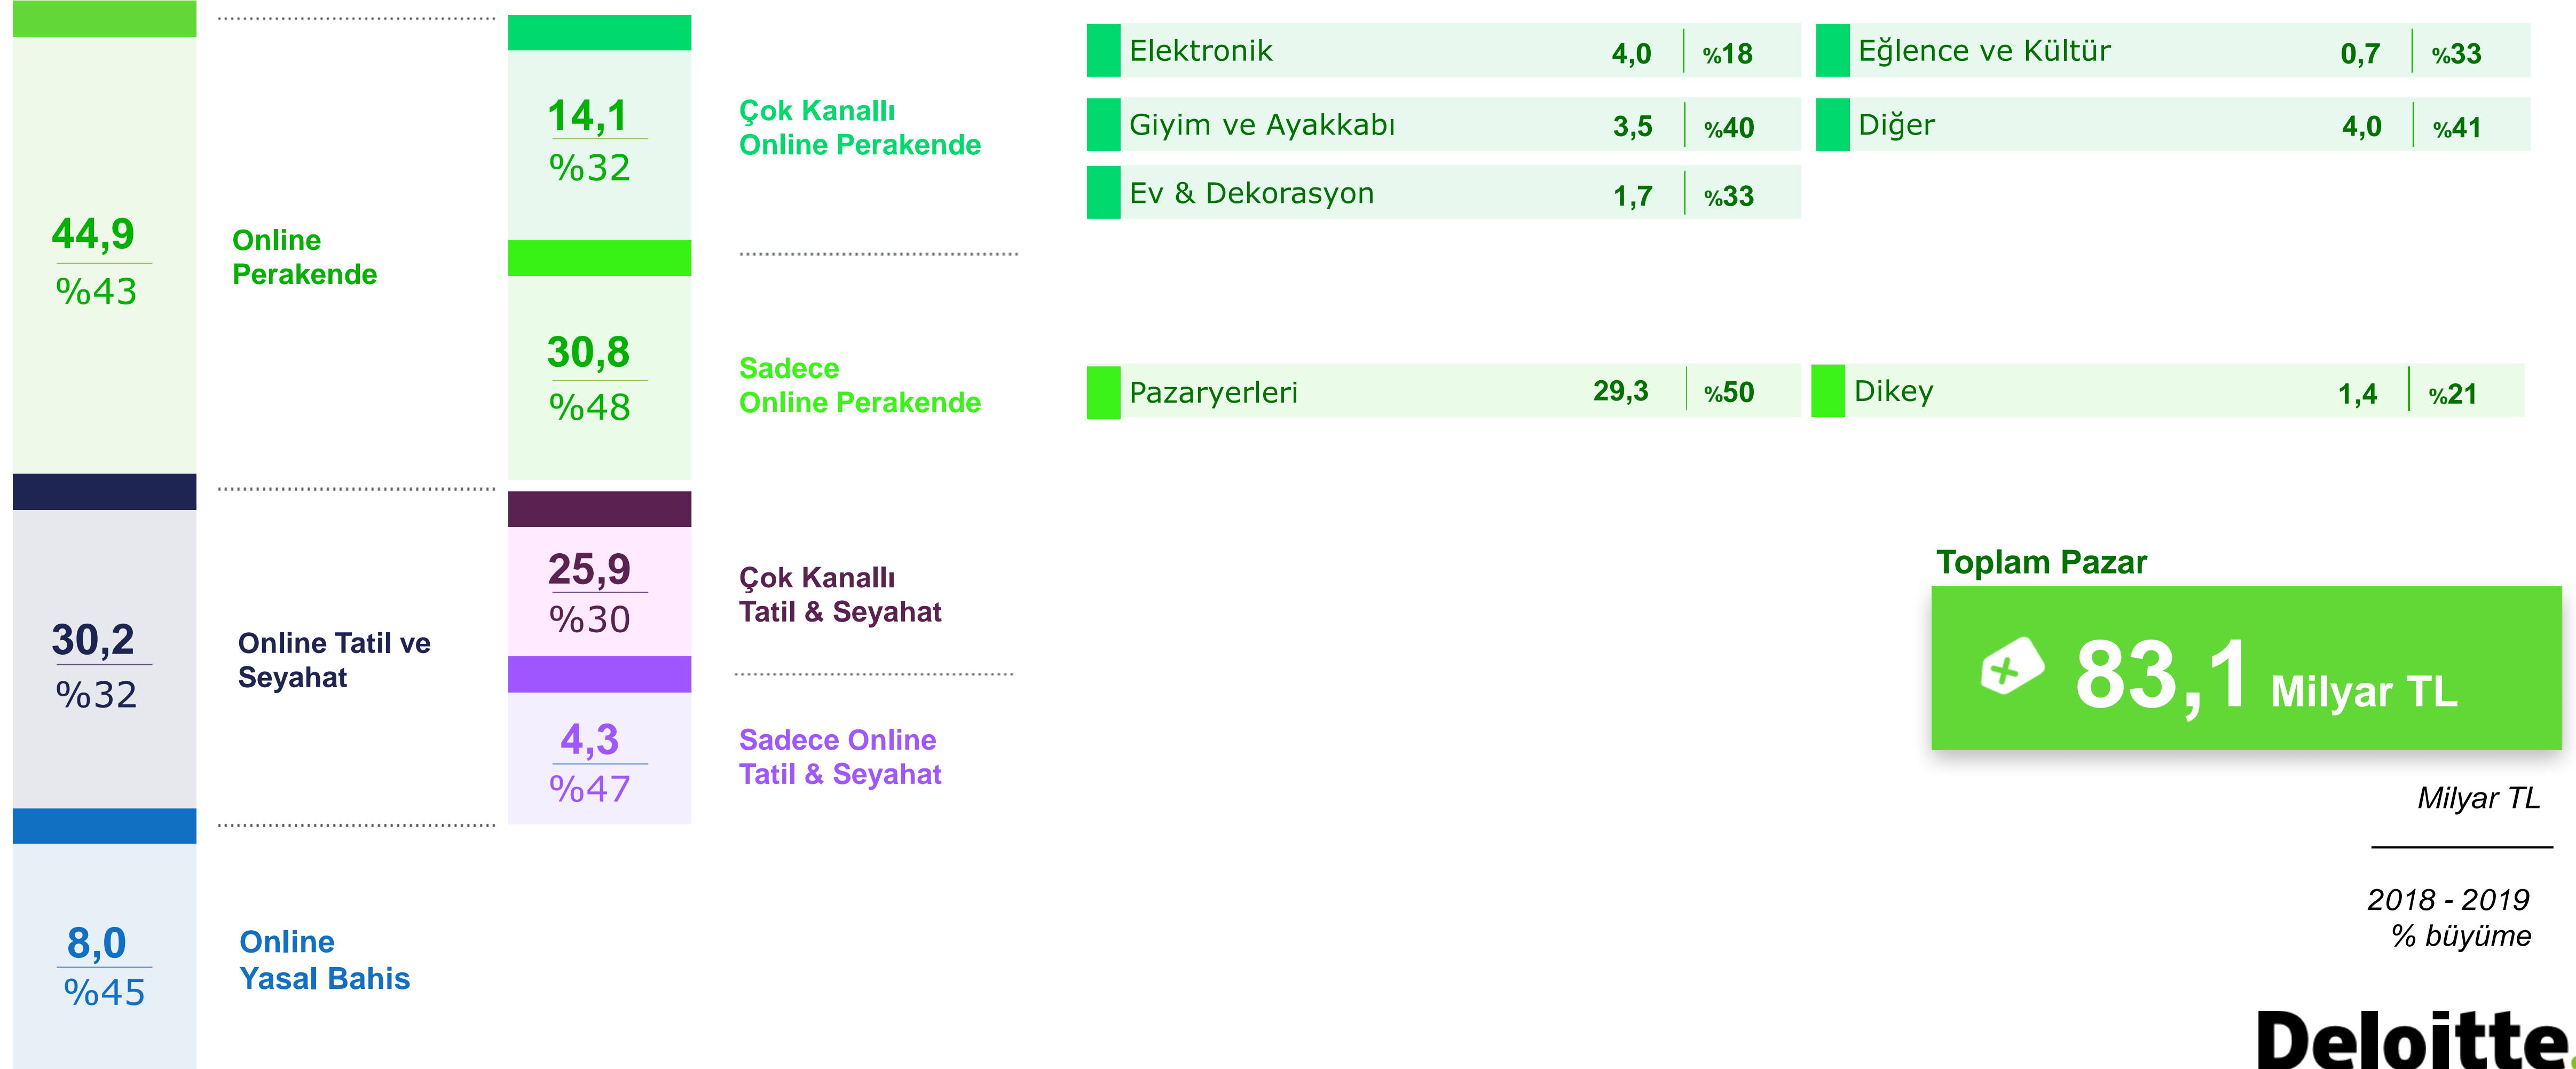 44,9
%43
Online
Perakende
14,1
%32
Çok Kanallı
Online Perakende
Elektronik 4,0 %18
Giyim ve Ayakkabı 3,5 %40
Ev & Dekorasyon 1,7 %33
Eğlence ve Kültür 0,7 %33
Diğer 4,0 %41
30,8
%48
Sadece
Online Perakende
Pazaryerleri 29,3 %50
Dikey 1,4 %21
30,2
%32
Online Tatil ve
Seyahat
25,9
%30
Çok Kanallı
Tatil & Seyahat
4,3
%47
Sadece Online
Tatil & Seyahat
8,0
%45
Online
Yasal Bahis
Toplam Pazar
83,1 Milyar TL
Milyar TL
2018 - 2019
% büyüme
Deloitte.